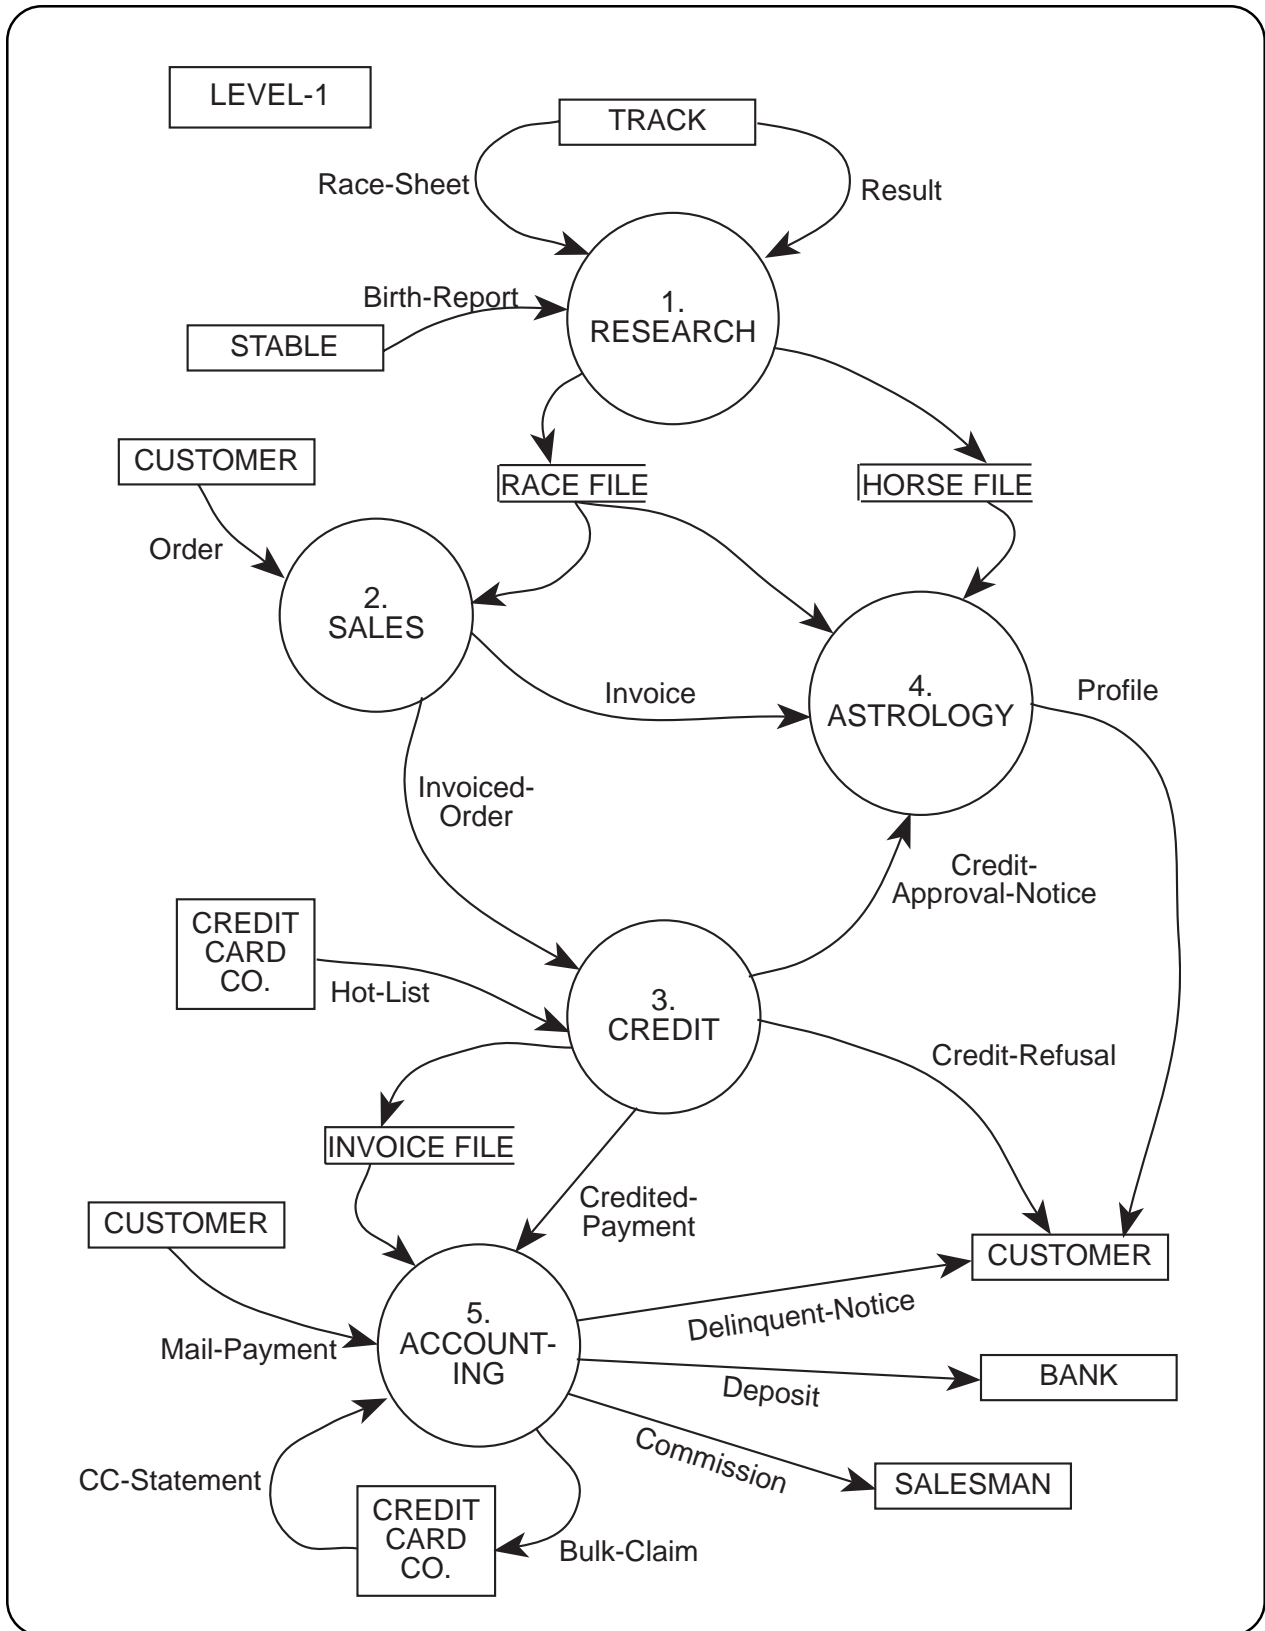 LEVEL-1
TRACK
Race-Sheet
Result
Birth-Report
1.
RESEARCH
STABLE
CUSTOMER
RACE FILE
HORSE FILE
Order
2.
SALES
4.
ASTROLOGY
Invoice
Profile
Invoiced-
Order
Credit-
Approval-Notice
CREDIT
CARD
CO.
Hot-List
3.
CREDIT
Credit-Refusal
INVOICE FILE
Credited-
Payment
CUSTOMER
CUSTOMER
Mail-Payment
5.
ACCOUNT-
ING
Delinquent-Notice
BANK
Deposit
Commission
SALESMAN
CC-Statement
CREDIT
CARD
CO.
Bulk-Claim